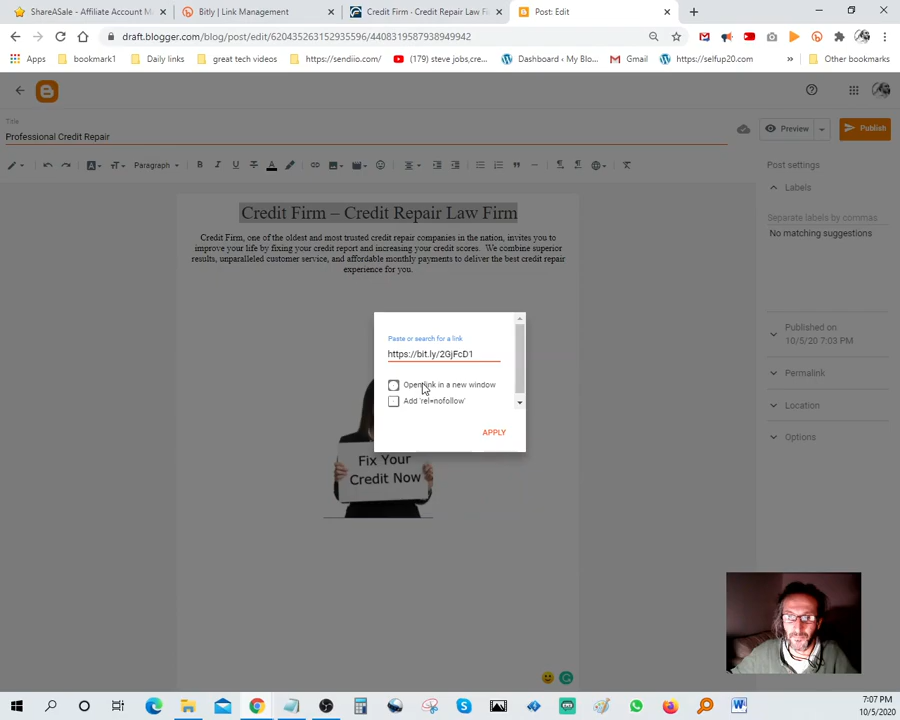 ShareASale - Affiliate Account M
Bitly | Link Management
Credit Firm - Credit Repair Law F
Post: Edit
draft.blogger.com/blog/post/edit/620435263152935596/4408319587938949942
Apps
bookmark1
Daily links
great tech videos
https://sendiio.com/
(179) steve jobs,cre...
Dashboard ‹ My Blo...
Gmail
https://selfup20.com
»
Other bookmarks
Title
Professional Credit Repair
Preview
Publish
Paragraph
Post settings
Labels
Separate labels by commas
No matching suggestions
Published on
10/5/20 7:03 PM
Permalink
Location
Options
Credit Firm – Credit Repair Law Firm
Credit Firm, one of the oldest and most trusted credit repair companies in the nation, invites you to
improve your life by fixing your credit report and increasing your credit scores. We combine superior
results, unparalleled customer service, and affordable monthly payments to deliver the best credit repair
experience for you.
Paste or search for a link
https://bit.ly/2GjFcD1
Open link in a new window
Add 'rel=nofollow'
APPLY
Fix Your
Credit Now
7:07 PM
10/5/2020